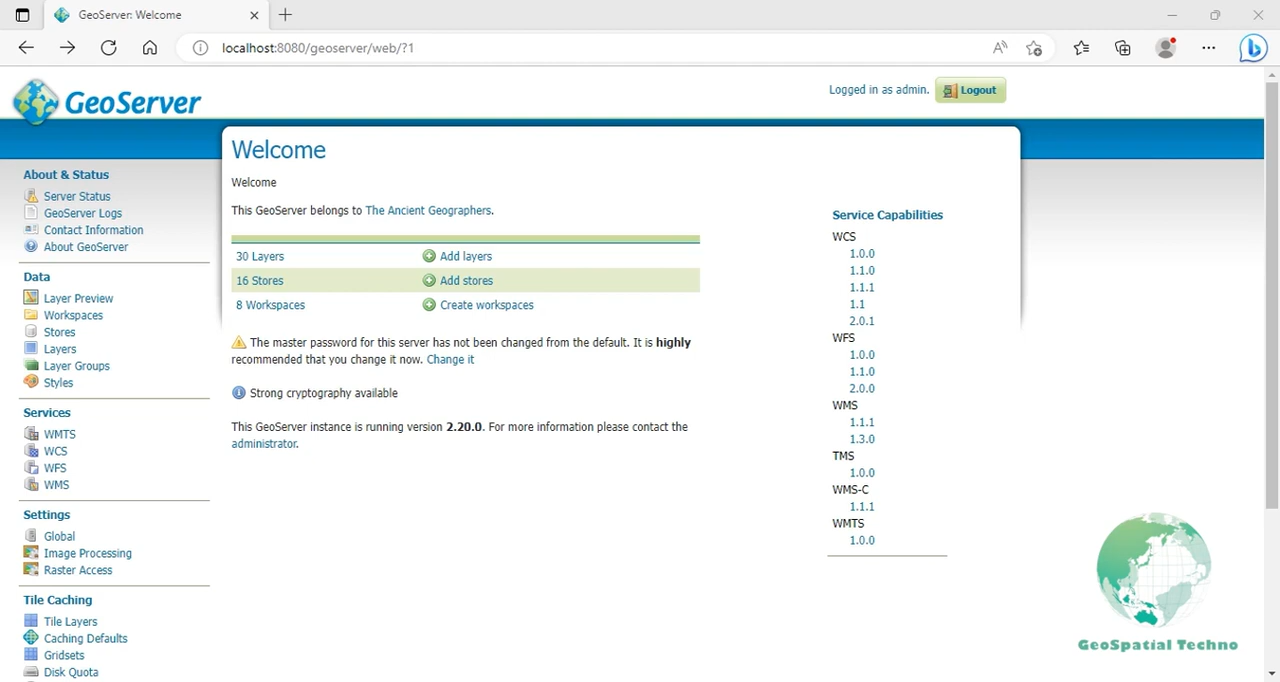 GeoServer: Welcome
localhost:8080/geoserver/web/?1
GeoServer
Logged in as admin.
Logout
About & Status
Server Status
GeoServer Logs
Contact Information
About GeoServer
Data
Layer Preview
Workspaces
Stores
Layers
Layer Groups
Styles
Services
WMTS
WCS
WFS
WMS
Settings
Global
Image Processing
Raster Access
Tile Caching
Tile Layers
Caching Defaults
Gridsets
Disk Quota
Welcome
Welcome
This GeoServer belongs to The Ancient Geographers.
30 Layers Add layers
16 Stores Add stores
8 Workspaces Create workspaces
The master password for this server has not been changed from the default. It is highly
recommended that you change it now. Change it
Strong cryptography available
This GeoServer instance is running version 2.20.0. For more information please contact the
administrator.
Service Capabilities
WCS
1.0.0
1.1.0
1.1.1
1.1
2.0.1
WFS
1.0.0
1.1.0
2.0.0
WMS
1.1.1
1.3.0
TMS
1.0.0
WMS-C
1.1.1
WMTS
1.0.0
GeoSpatial Techno